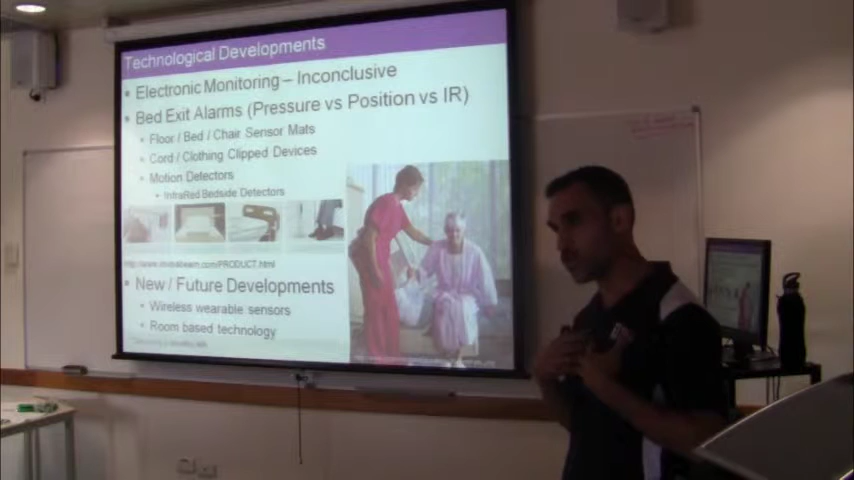 Technological Developments
Electronic Monitoring – Inconclusive
Bed Exit Alarms (Pressure vs Position vs IR)
Floor / Bed / Chair Sensor Mats
Cord / Clothing Clipped Devices
Motion Detectors
InfraRed Bedside Detectors
New / Future Developments
Wireless wearable sensors
Room based technology